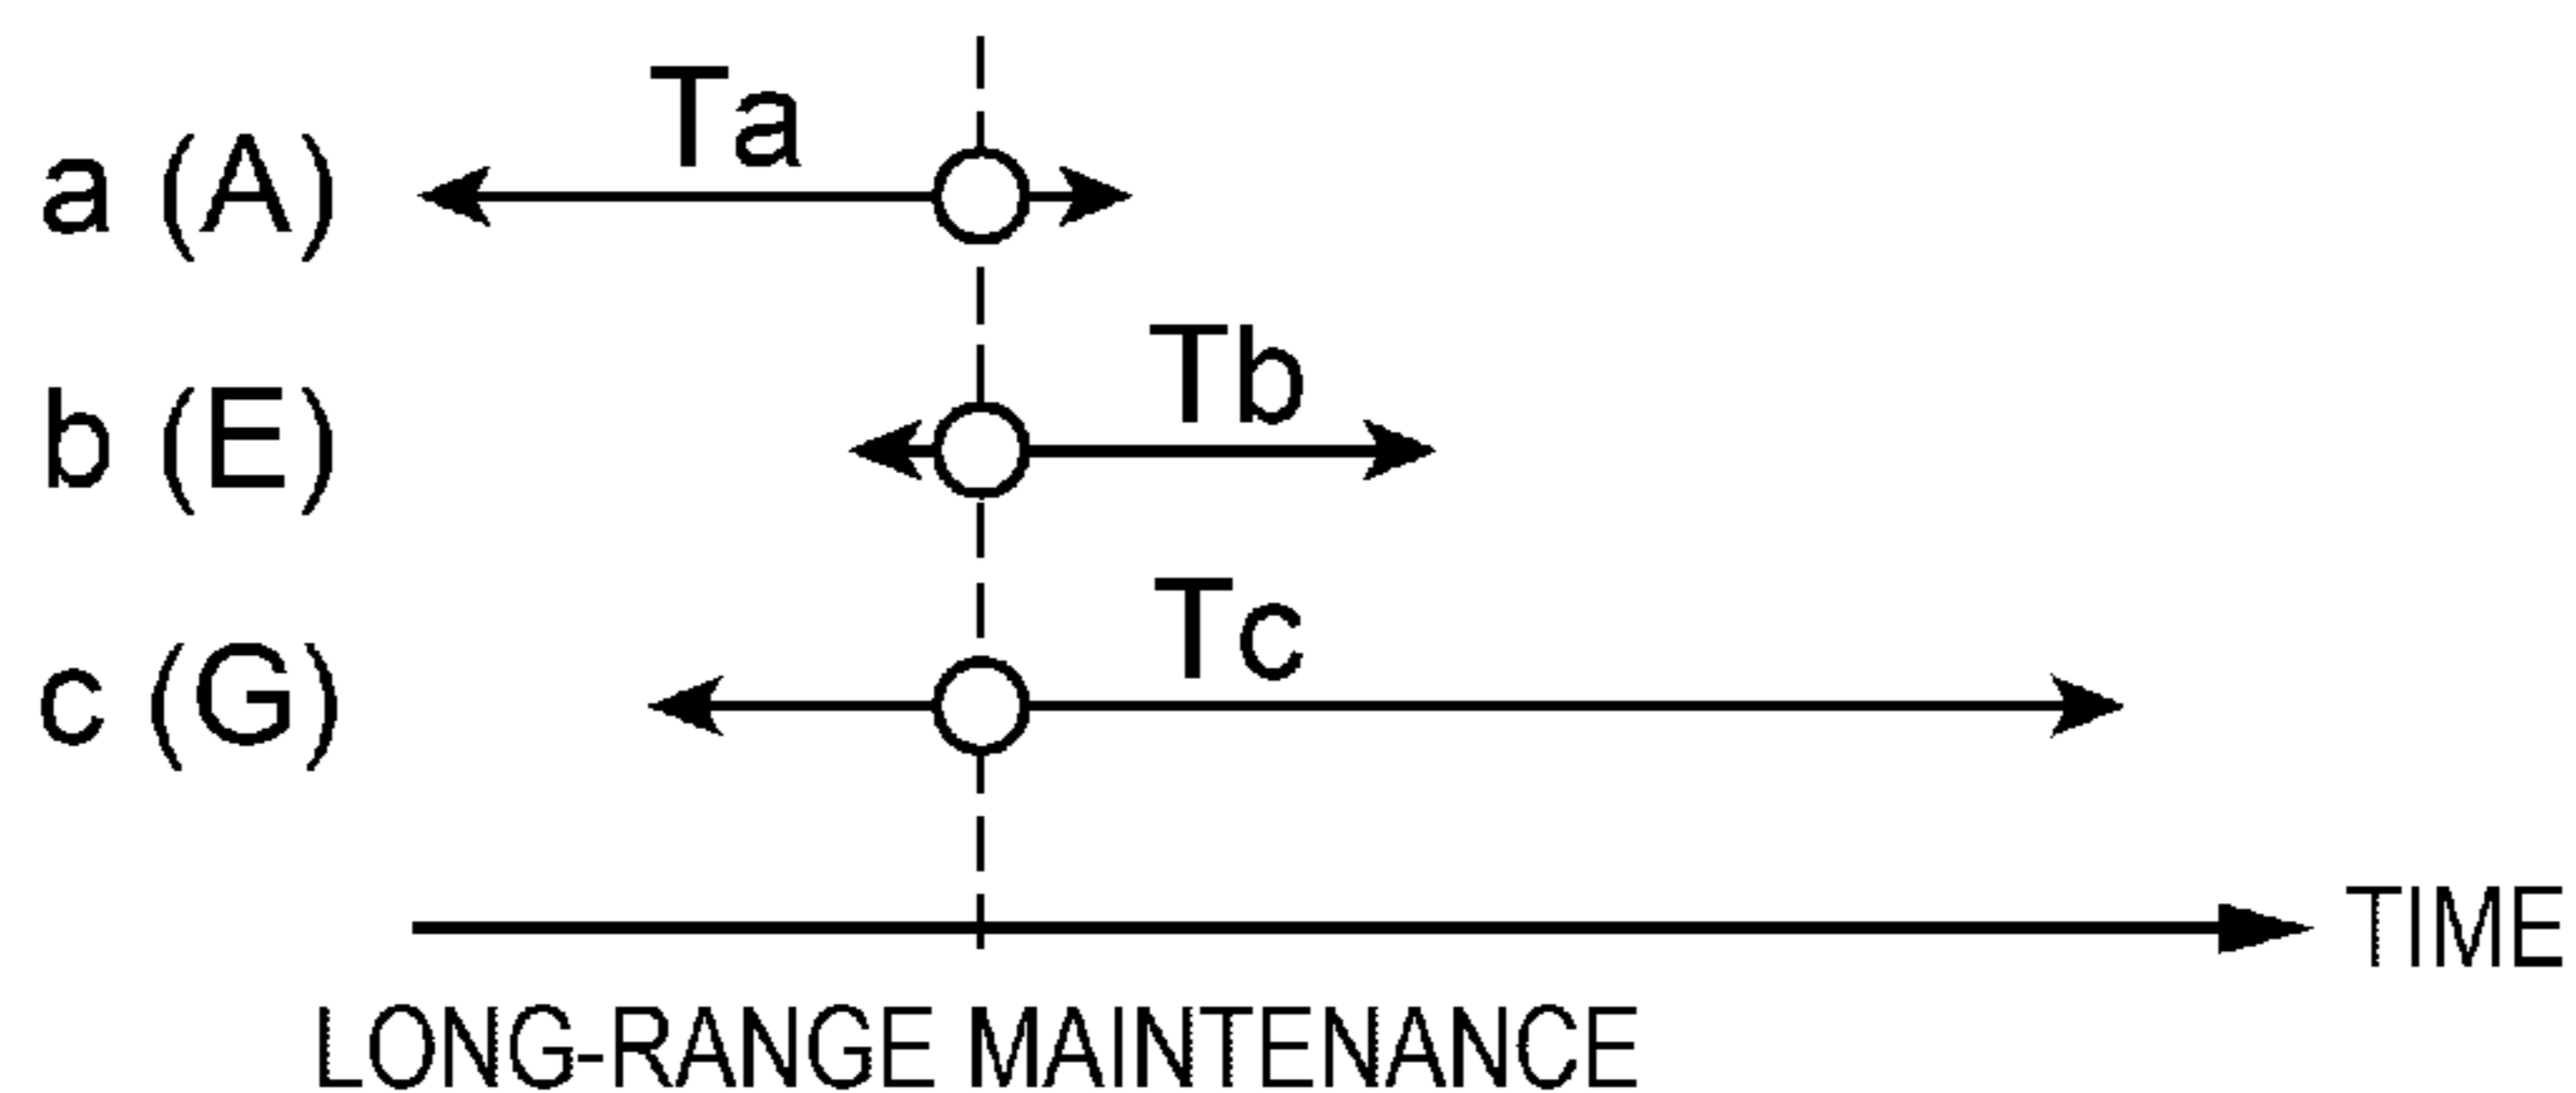 Ta
a (A)
Tb
b (E)
Tc
c (G)
TIME
LONG-RANGE MAINTENANCE